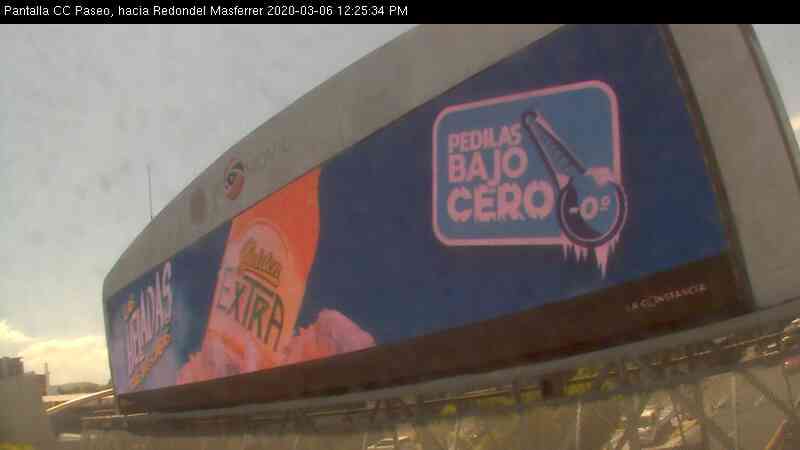 Pantalla CC Paseo, hacia Redondel Masferrer 2020-03-06 12:25:34 PM
PEDILAS
BAJO
CERO
-0º
EXTRA
LA CONSTANCIA